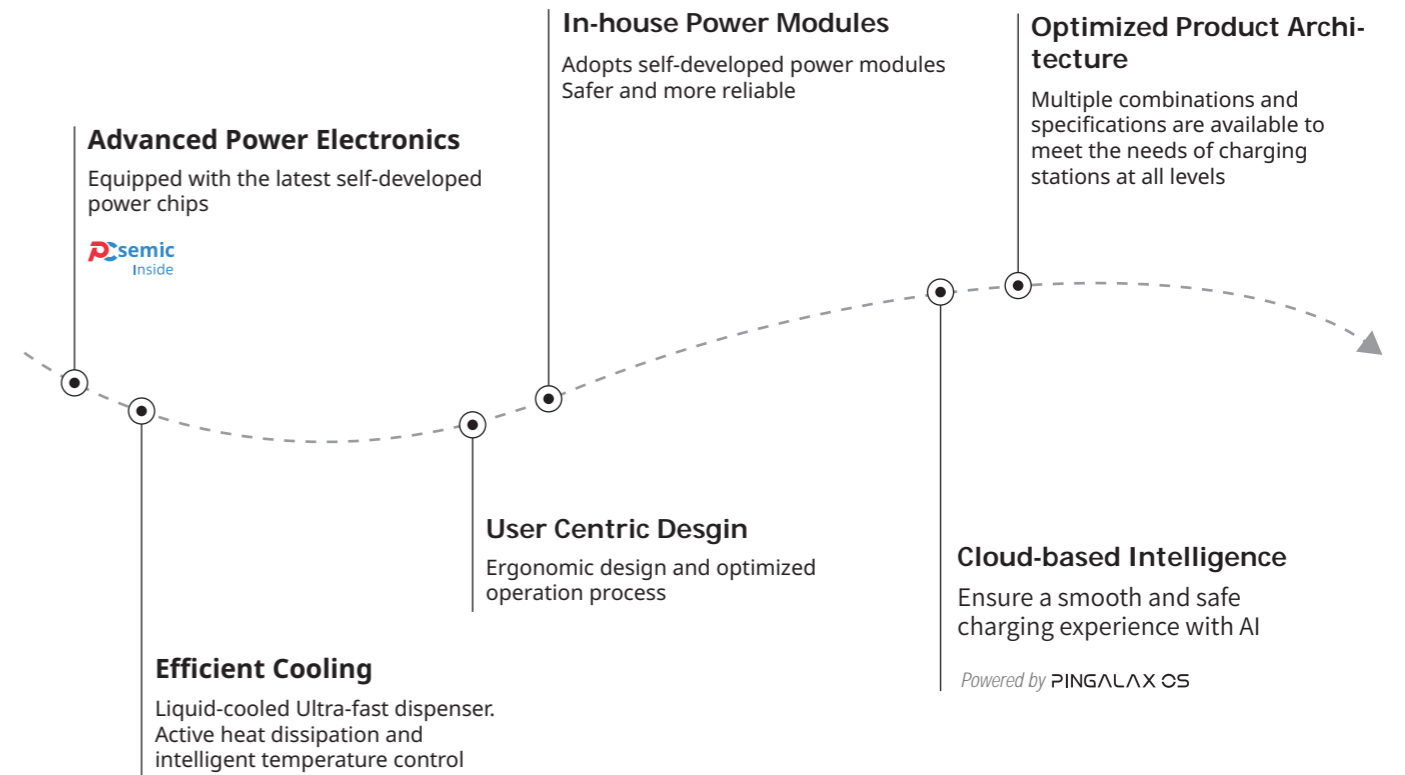 Advanced Power Electronics
Equipped with the latest self-developed
power chips
PCsemic
Inside
Efficient Cooling
Liquid-cooled Ultra-fast dispenser.
Active heat dissipation and
intelligent temperature control
User Centric Desgin
Ergonomic design and optimized
operation process
In-house Power Modules
Adopts self-developed power modules
Safer and more reliable
Cloud-based Intelligence
Ensure a smooth and safe
charging experience with AI
Powered by PINGALAX OS
Optimized Product Archi-
tecture
Multiple combinations and
specifications are available to
meet the needs of charging
stations at all levels